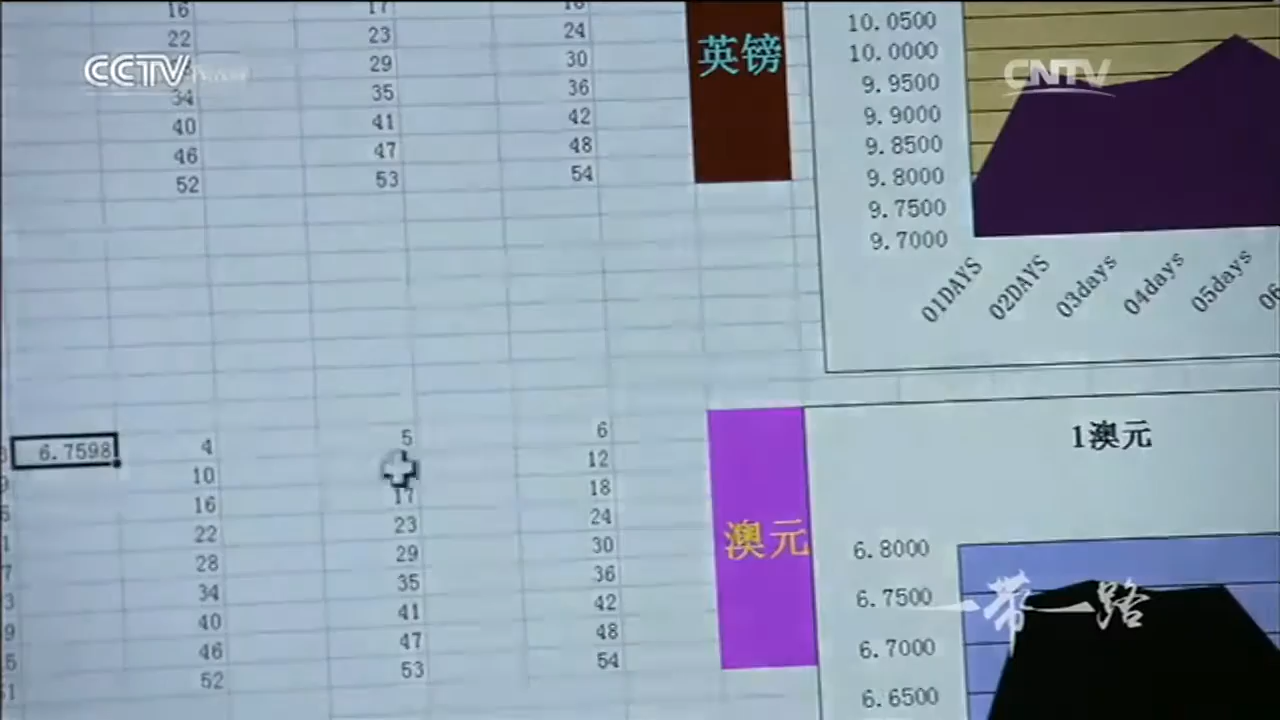 16 17 18
22 23 24
29 30
34 35 36
40 41 42
46 47 48
52 53 54
英镑
10.0500
10.0000
9.9500
9.9000
9.8500
9.8000
9.7500
9.7000
01DAYS 02DAYS 03days 04days 05days
CCTV
CNTV
6.7598 4 5 6
10 12
16 17 18
22 23 24
28 29 30
34 35 36
40 41 42
46 47 48
52 53 54
澳元
1澳元
6.8000
6.7500
6.7000
6.6500
一带一路